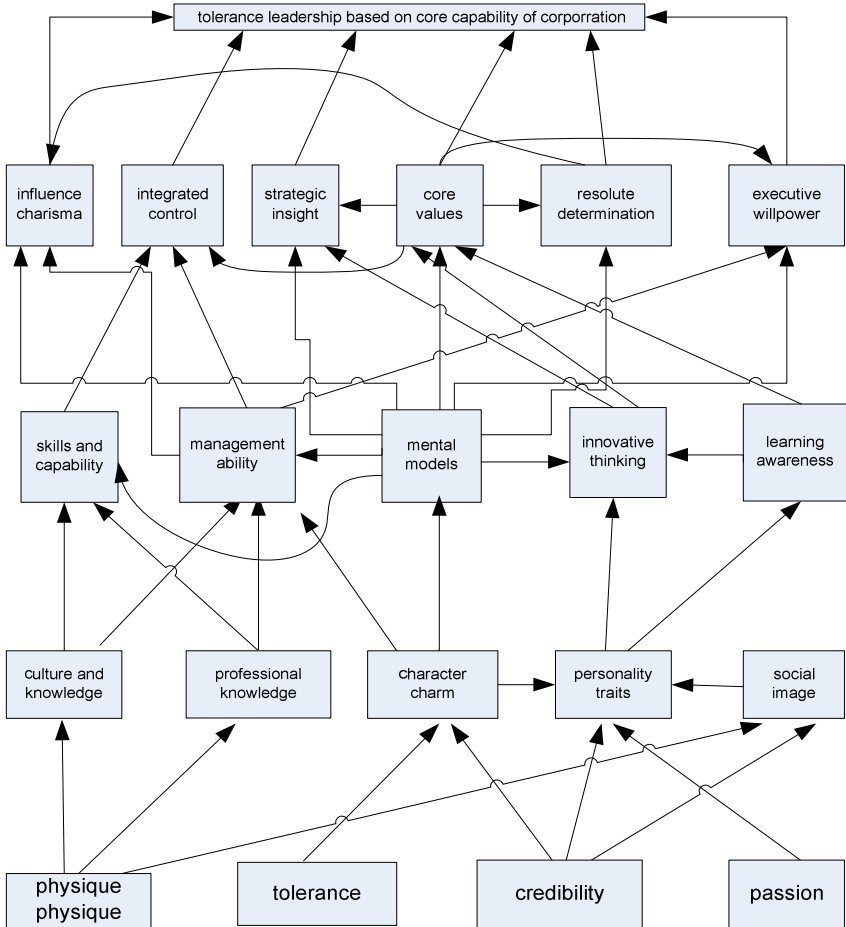 tolerance leadership based on core capability of corporration
influence
charisma
integrated
control
strategic
insight
core
values
resolute
determination
executive
willpower
skills and
capability
management
ability
mental
models
innovative
thinking
learning
awareness
culture and
knowledge
professional
knowledge
character
charm
personality
traits
social
image
physique
physique
tolerance
credibility
passion